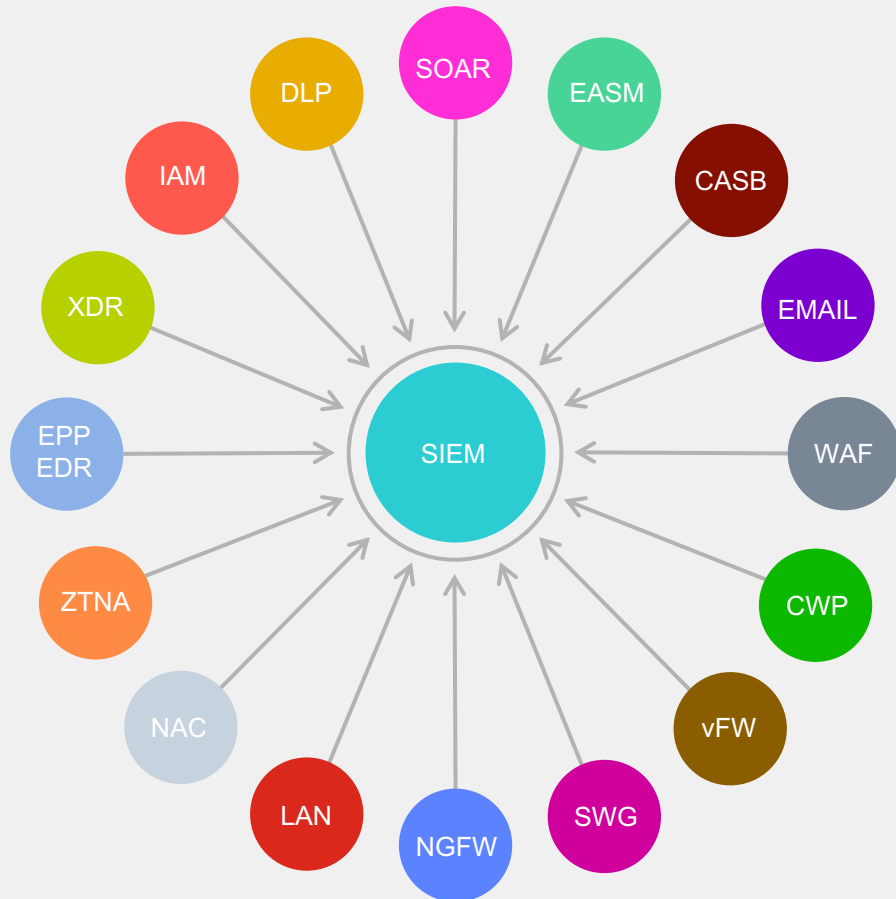 SOAR
DLP
EASM
IAM
CASB
XDR
EMAIL
EPP
EDR
SIEM
WAF
ZTNA
CWP
NAC
vFW
LAN
SWG
NGFW